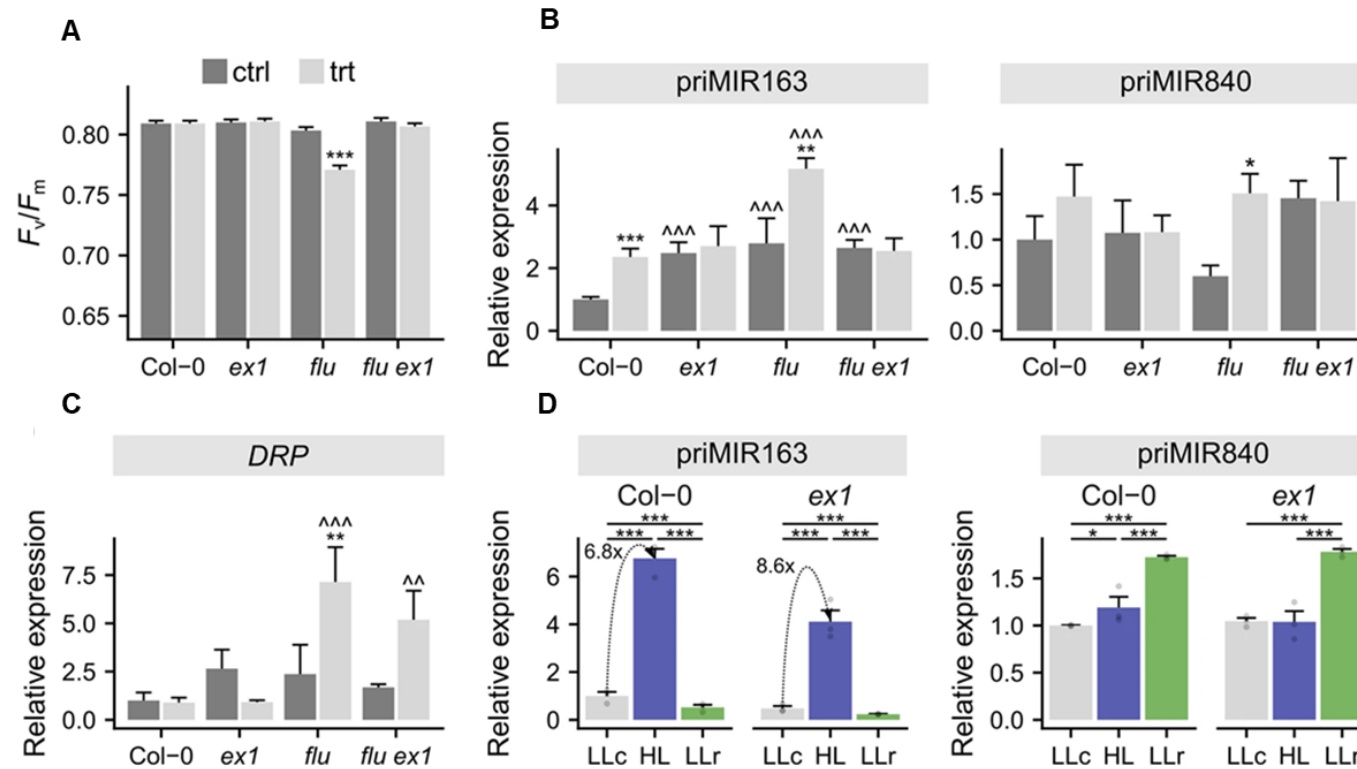 A
ctrl trt
Fv/Fm
0.80
0.75
0.70
0.65
***
Col−0 ex1 flu flu ex1
B
priMIR163
Relative expression
4
2
0
*** ^^^ ^^^ ^^^ ** ^^^
Col−0 ex1 flu flu ex1
priMIR840
1.5
1.0
0.5
0.0
*
Col−0 ex1 flu flu ex1
C
DRP
Relative expression
7.5
5.0
2.5
0.0
^^^
**
^^
Col−0 ex1 flu flu ex1
D
priMIR163
Relative expression
6
4
2
0
Col−0
***
*** ***
6.8x
LLc HL LLr
ex1
***
*** ***
8.6x
LLc HL LLr
priMIR840
Relative expression
1.5
1.0
0.5
0.0
Col−0
***
* ***
LLc HL LLr
ex1
***
***
LLc HL LLr